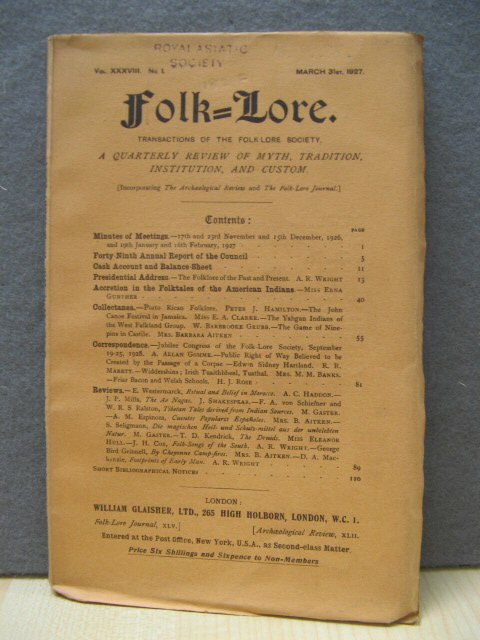 ROYAL ASIATIC
SOCIETY
VOL. XXXVIII. No. 1. MARCH 31ST, 1927.
Folk=Lore.
TRANSACTIONS OF THE FOLK-LORE SOCIETY.
A QUARTERLY REVIEW OF MYTH, TRADITION,
INSTITUTION, AND CUSTOM.
[Incorporating The Archæological Review and The Folk-Lore Journal.]
Contents:
PAGE
Minutes of Meetings.—17th and 23rd November and 15th December, 1926,
and 19th January and 16th February, 1927 - 1
Forty Ninth Annual Report of the Council - 5
Cash Account and Balance-Sheet - 11
Presidential Address.—The Folklore of the Past and Present. A. R. WRIGHT 13
Accretion in the Folktales of the American Indians.—MISS ERNA
GUNTHER - 40
Collectanea.—Porto Rican Folklore. PETER J. HAMILTON.—The John
Canoe Festival in Jamaica. MISS E. A. CLARKE.—The Yahgan Indians of
the West Falkland Group. W. BARBROOKE GRUBB.—The Game of Nine-
pins in Castile. MRS. BARBARA AITKEN - 55
Correspondence.—Jubilee Congress of the Folk-Lore Society, September
19-25, 1928. A. ALLAN GOMME.—Public Right of Way Believed to be
Created by the Passage of a Corpse.—EDWIN SIDNEY HARTLAND. R. R.
MARETT.—Widdershins; Irish Tuaithbheal, Tuathal. MRS. M. M. BANKS.
—Friar Bacon and Welsh Schools. H. J. ROSE - 81
Reviews.—E. Westermarck, Ritual and Belief in Morocco. A. C. HADDON.—
J. P. Mills, The Ao Nagas. J. SHAKESPEAR.—F. A. von Schiefner and
W. R. S. Ralston, Tibetan Tales derived from Indian Sources. M. GASTER.
—A. M. Espinosa, Cuentos Populares Españoles. MRS. B. AITKEN.—
S. Seligmann, Die magischen Heil- und Schutzmittel aus der unbelebten
Natur. M. GASTER.—T. D. Kendrick, The Druids. MISS ELEANOR
HULL.—J. H. Cox, Folk-Songs of the South. A. R. WRIGHT.—George
Bird Grinnell, By Cheyenne Campfires. MRS. B. AITKEN.—D. A. Mac-
kenzie, Footprints of Early Man. A. R. WRIGHT - 89
SHORT BIBLIOGRAPHICAL NOTICES - 110
LONDON:
WILLIAM GLAISHER, LTD., 265 HIGH HOLBORN, LONDON, W.C. 1.
Folk-Lore Journal, XLV.] [Archæological Review, XLII.
Entered at the Post Office, New York, U.S.A., as Second-class Matter.
Price Six Shillings and Sixpence to Non-Members